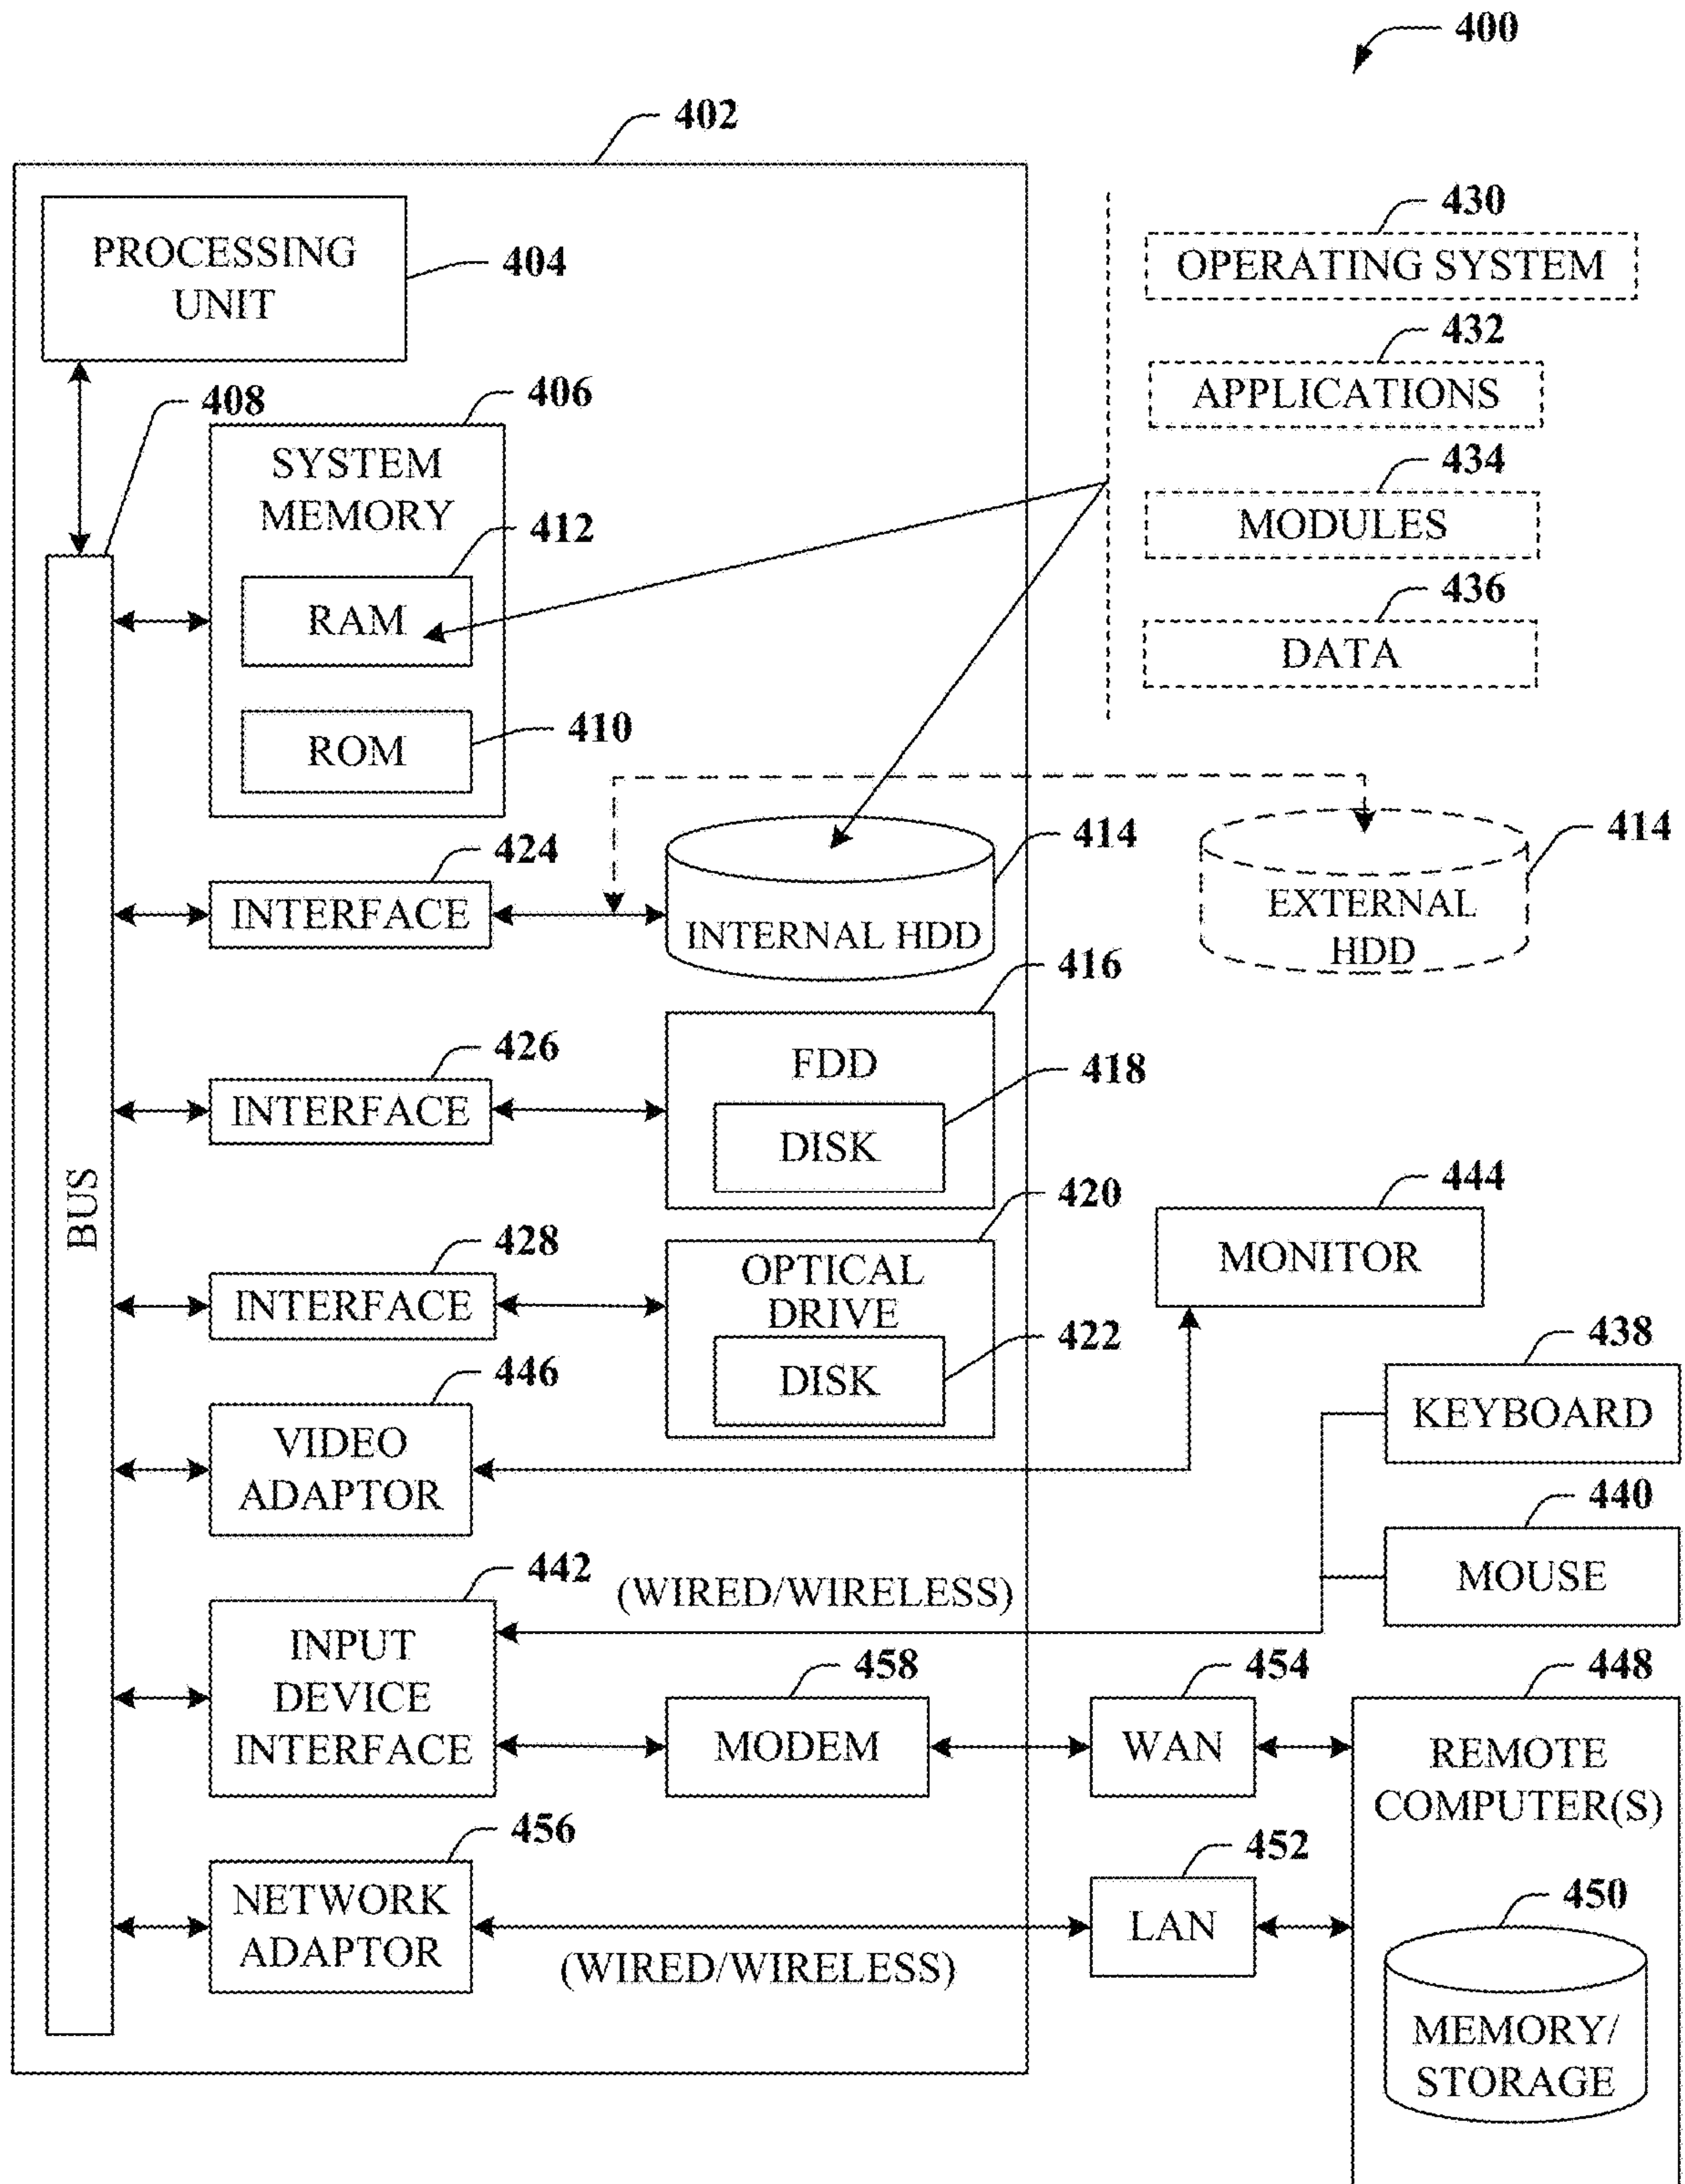 400
402
PROCESSING
UNIT
404
430
OPERATING SYSTEM
432
APPLICATIONS
434
MODULES
436
DATA
408
406
SYSTEM
MEMORY
412
RAM
410
ROM
BUS
424
INTERFACE
414
INTERNAL HDD
414
EXTERNAL
HDD
426
INTERFACE
416
FDD
418
DISK
428
INTERFACE
420
OPTICAL
DRIVE
422
DISK
444
MONITOR
446
VIDEO
ADAPTOR
438
KEYBOARD
440
MOUSE
442
INPUT
DEVICE
INTERFACE
(WIRED/WIRELESS)
458
MODEM
454
WAN
448
REMOTE
COMPUTER(S)
456
NETWORK
ADAPTOR
(WIRED/WIRELESS)
452
LAN
450
MEMORY/
STORAGE